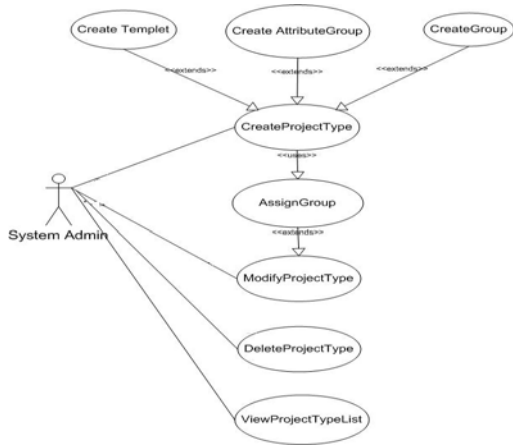 Create Templet
Create AttributeGroup
CreateGroup
<<extends>>
<<extends>>
<<extends>>
CreateProjectType
<<uses>>
AssignGroup
System Admin
<<extends>>
ModifyProjectType
DeleteProjectType
ViewProjectTypeList